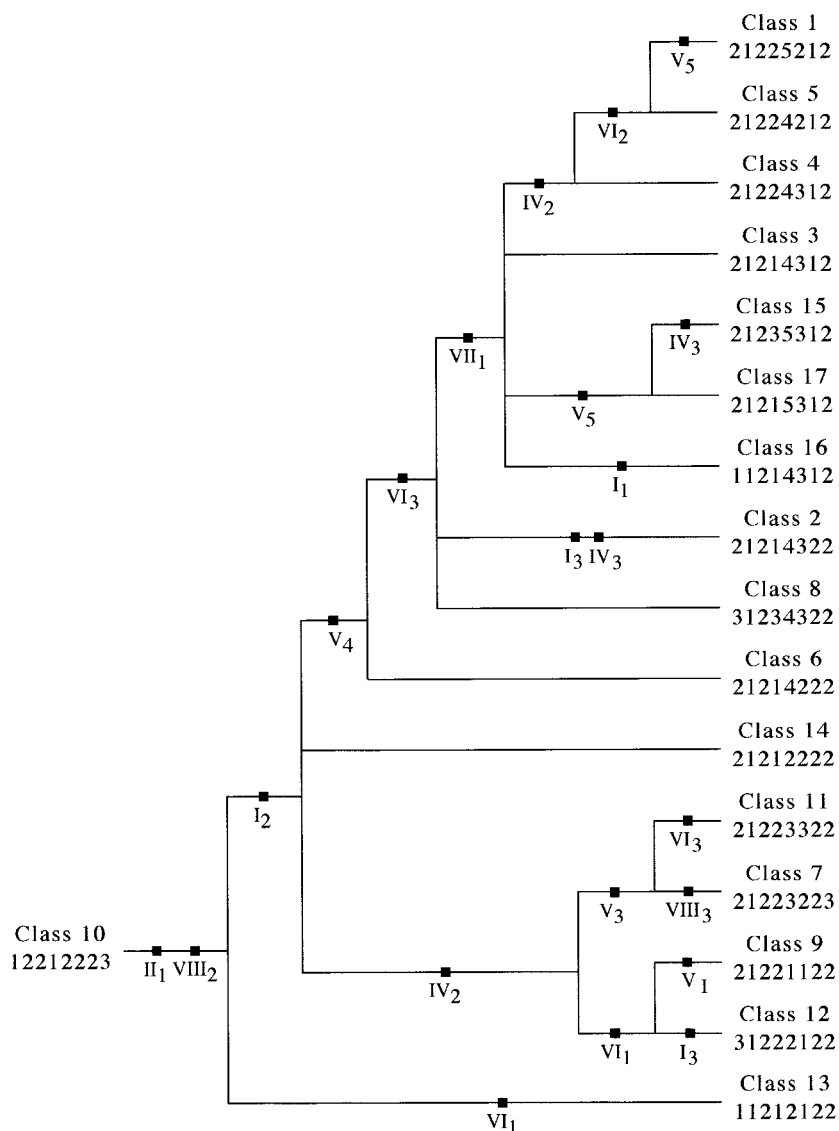 Class 1
21225212
V5
Class 5
21224212
VI2
Class 4
21224312
IV2
Class 3
21214312
Class 15
21235312
IV3
VII1
Class 17
21215312
V5
Class 16
11214312
I1
VI3
Class 2
21214322
I3 IV3
Class 8
31234322
V4
Class 6
21214222
Class 14
21212222
I2
Class 11
21223322
VI3
Class 7
21223223
V3
VIII3
Class 10
12212223
II1 VIII2
Class 9
21221122
VI
IV2
Class 12
31222122
VI1
I3
Class 13
11212122
VI1